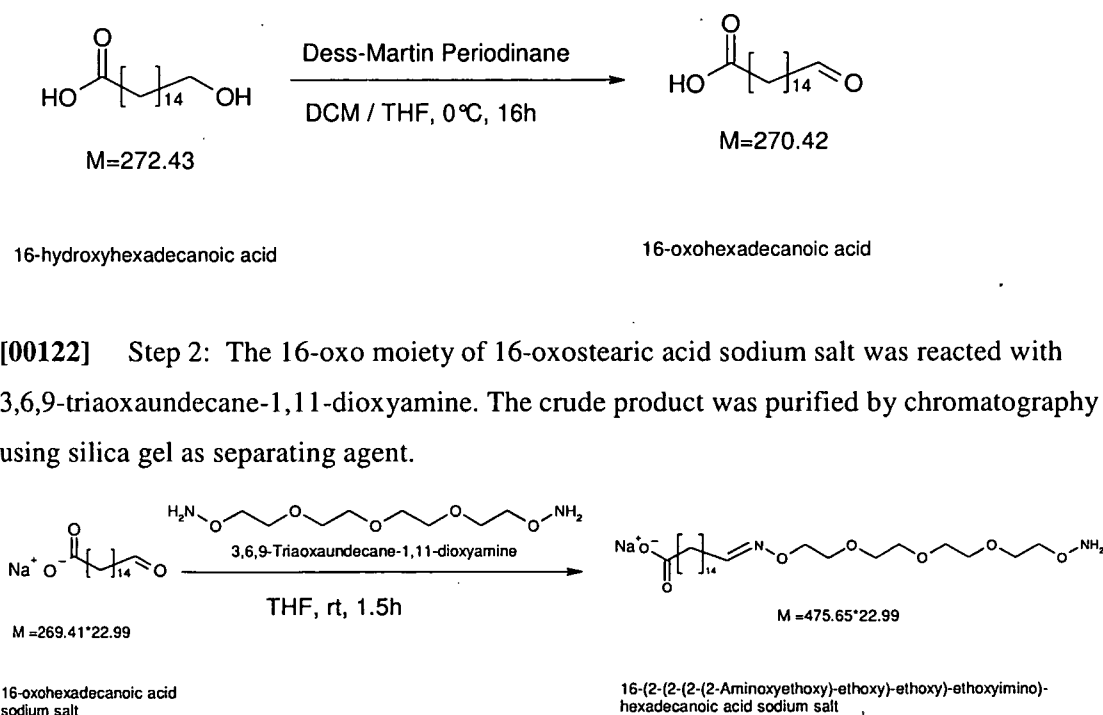 O
HO
[ ]14
OH
M=272.43
Dess-Martin Periodinane
DCM / THF, 0°C, 16h
O
HO
[ ]14
O
M=270.42
16-hydroxyhexadecanoic acid
16-oxohexadecanoic acid
[00122] Step 2: The 16-oxo moiety of 16-oxostearic acid sodium salt was reacted with
3,6,9-triaoxaundecane-1,11-dioxyamine. The crude product was purified by chromatography
using silica gel as separating agent.
O
Na+ O-
[ ]14
O
M =269.41*22.99
H2N O O O O O NH2
3,6,9-Triaoxaundecane-1,11-dioxyamine
THF, rt, 1.5h
Na+O-
O
[ ]14
N O O O O O NH2
M =475.65*22.99
16-oxohexadecanoic acid
sodium salt
16-(2-(2-(2-(2-Aminoxyethoxy)-ethoxy)-ethoxy)-ethoxyimino)-
hexadecanoic acid sodium salt